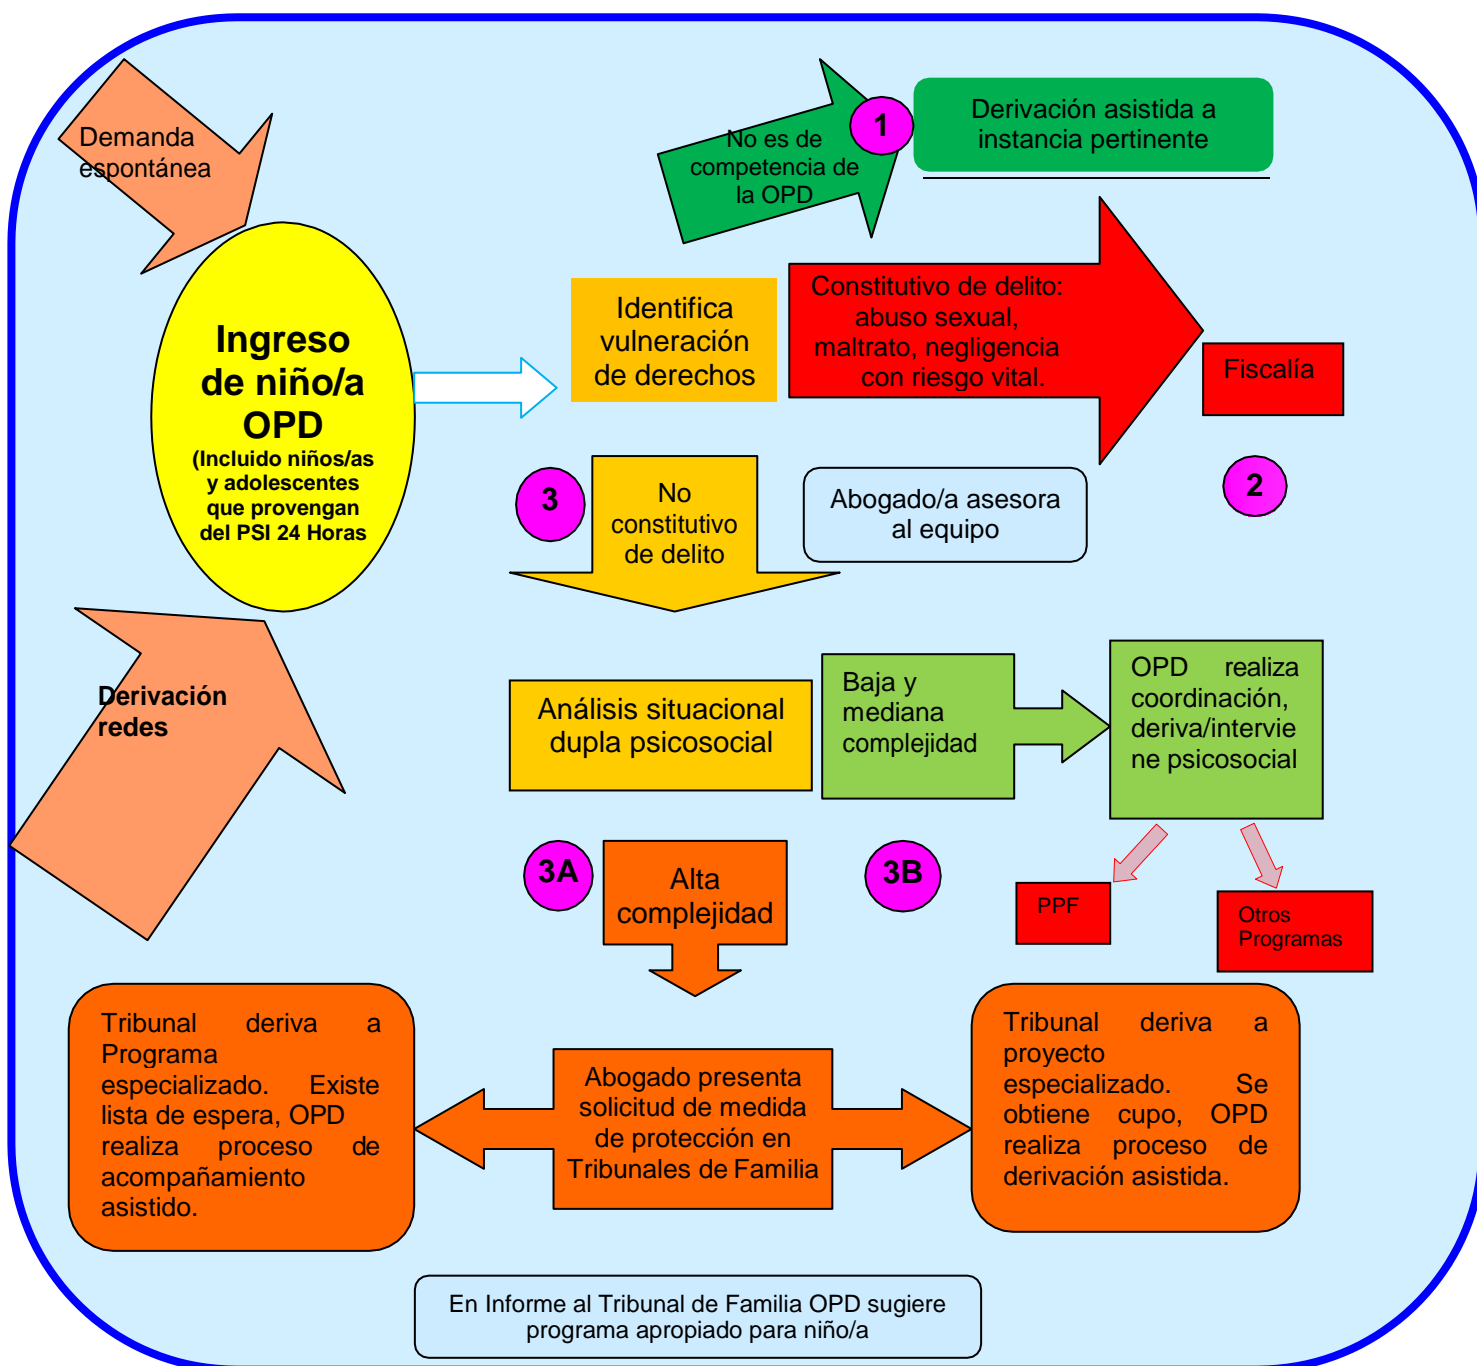 Demanda
espontánea
No es de
competencia de
la OPD
1
Derivación asistida a
instancia pertinente
Ingreso
de niño/a
OPD
(Incluido niños/as
y adolescentes
que provengan
del PSI 24 Horas
Identifica
vulneración
de derechos
Constitutivo de delito:
abuso sexual,
maltrato, negligencia
con riesgo vital.
Fiscalía
2
3
No
constitutivo
de delito
Abogado/a asesora
al equipo
Derivación
redes
Análisis situacional
dupla psicosocial
Baja y
mediana
complejidad
OPD realiza
coordinación,
deriva/intervie
ne psicosocial
3A
Alta
complejidad
3B
PPF
Otros
Programas
Tribunal deriva a
Programa
especializado. Existe
lista de espera, OPD
realiza proceso de
acompañamiento
asistido.
Abogado presenta
solicitud de medida
de protección en
Tribunales de Familia
Tribunal deriva a
proyecto
especializado. Se
obtiene cupo, OPD
realiza proceso de
derivación asistida.
En Informe al Tribunal de Familia OPD sugiere
programa apropiado para niño/a